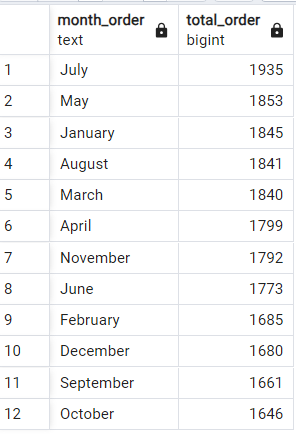 month_order total_order
text bigint
1 July 1935
2 May 1853
3 January 1845
4 August 1841
5 March 1840
6 April 1799
7 November 1792
8 June 1773
9 February 1685
10 December 1680
11 September 1661
12 October 1646